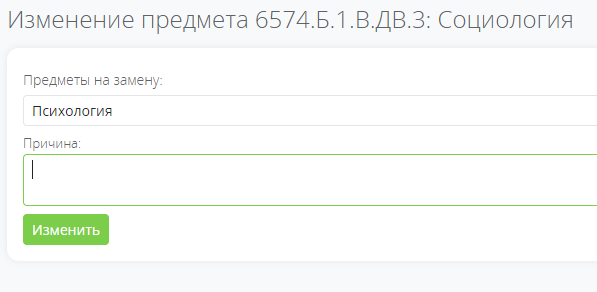 Изменение предмета 6574.Б.1.В.ДВ.3: Социология
Предметы на замену:
Психология
Причина:
Изменить